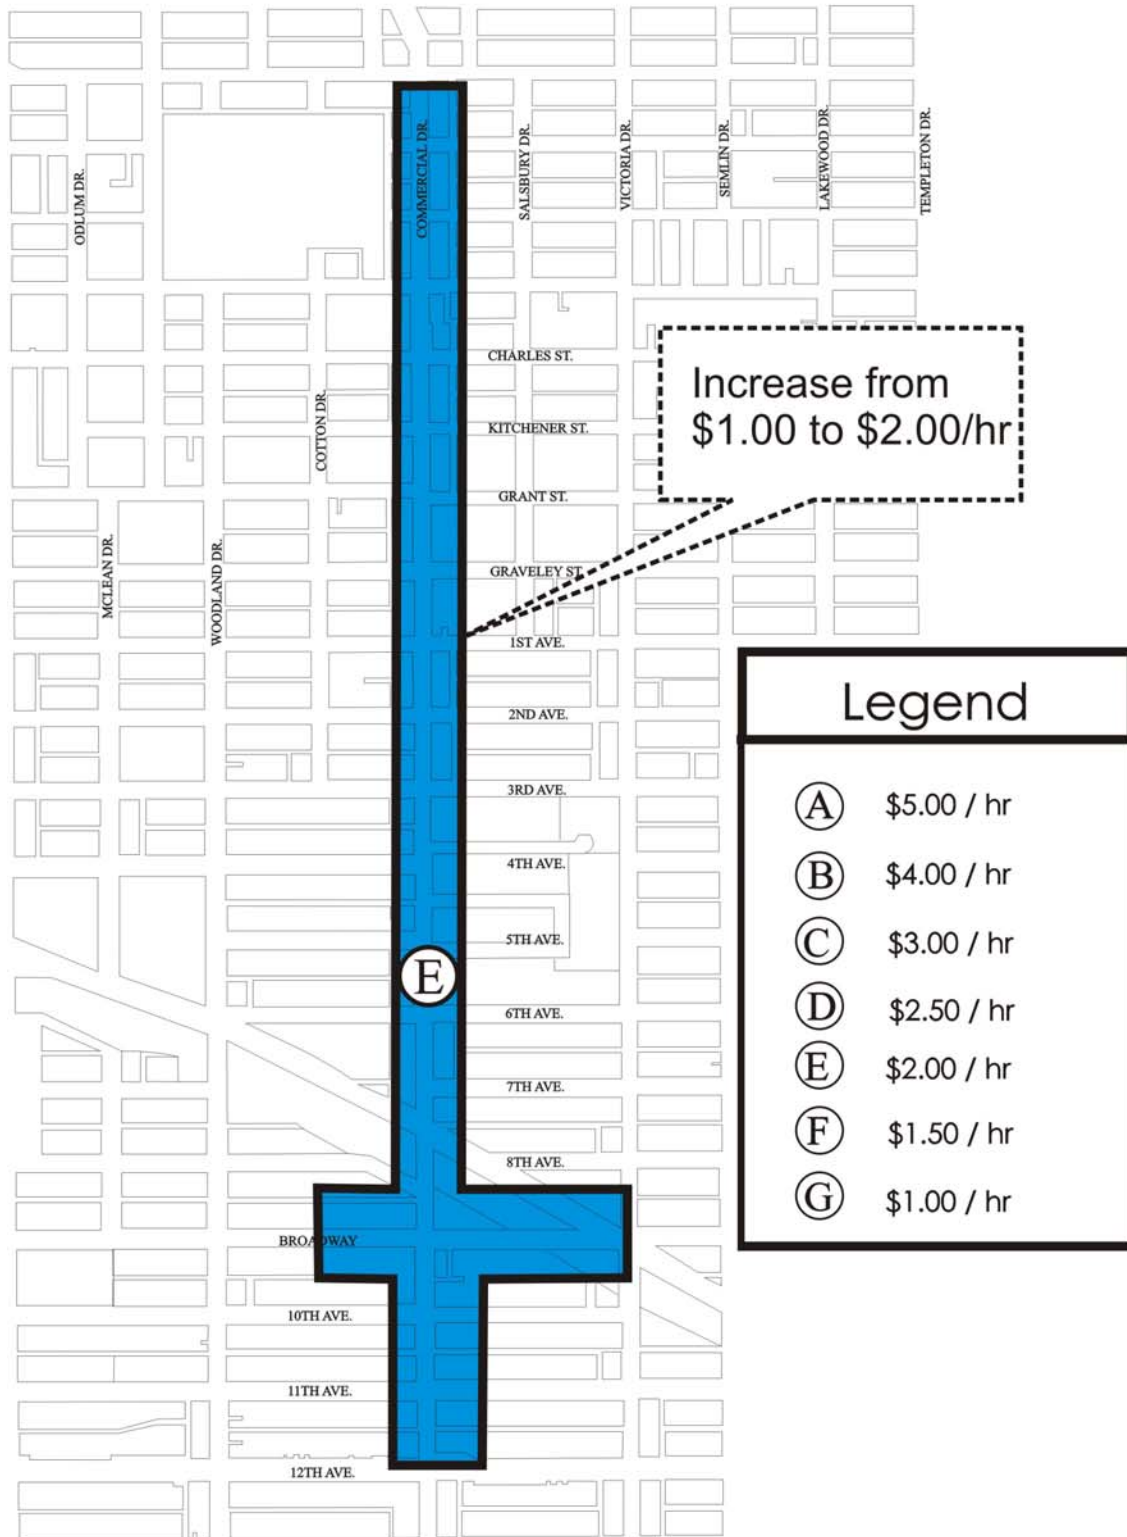 ODLUM DR.
COMMERCIAL DR.
SALSBURY DR.
VICTORIA DR.
SEMLIN DR.
LAKEWOOD DR.
TEMPLETON DR.
CHARLES ST.
Increase from
$1.00 to $2.00/hr
COTTON DR.
KITCHENER ST.
GRANT ST.
MCLEAN DR.
WOODLAND DR.
GRAVELEY ST.
1ST AVE.
2ND AVE.
3RD AVE.
4TH AVE.
5TH AVE.
E
6TH AVE.
7TH AVE.
8TH AVE.
BROADWAY
10TH AVE.
11TH AVE.
12TH AVE.
Legend
A $5.00 / hr
B $4.00 / hr
C $3.00 / hr
D $2.50 / hr
E $2.00 / hr
F $1.50 / hr
G $1.00 / hr